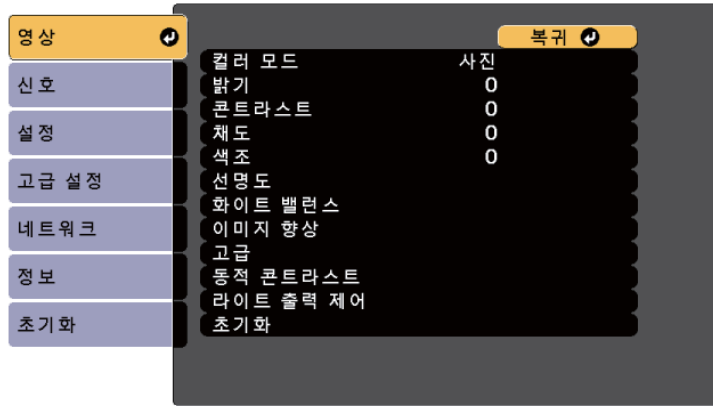 영상
신호
설정
고급 설정
네트워크
정보
초기화
복귀
컬러 모드 사진
밝기 0
콘트라스트 0
채도 0
색조 0
선명도
화이트 밸런스
이미지 향상
고급
동적 콘트라스트
라이트 출력 제어
초기화